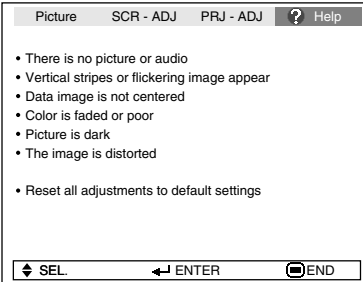 Picture SCR - ADJ PRJ - ADJ ? Help
• There is no picture or audio
• Vertical stripes or flickering image appear
• Data image is not centered
• Color is faded or poor
• Picture is dark
• The image is distorted
• Reset all adjustments to default settings
SEL. ENTER END